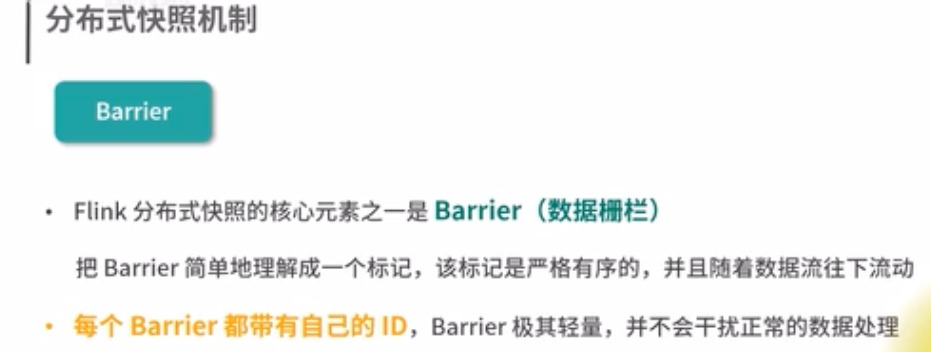 分布式快照机制
Barrier
• Flink 分布式快照的核心元素之一是 Barrier（数据栅栏）
把 Barrier 简单地理解成一个标记，该标记是严格有序的，并且随着数据流往下流动
• 每个 Barrier 都带有自己的 ID，Barrier 极其轻量，并不会干扰正常的数据处理